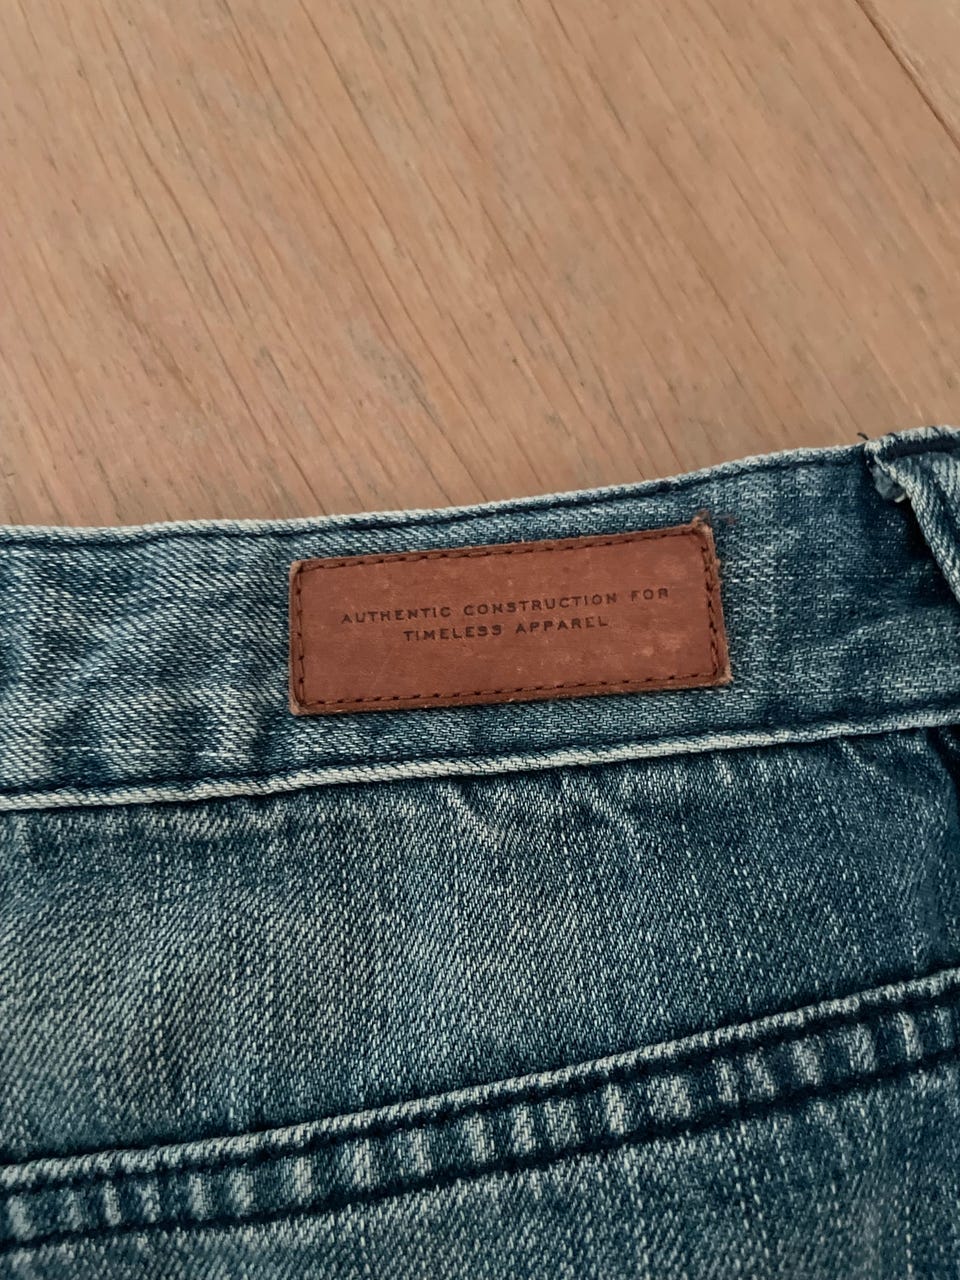 AUTHENTIC CONSTRUCTION FOR
TIMELESS APPAREL